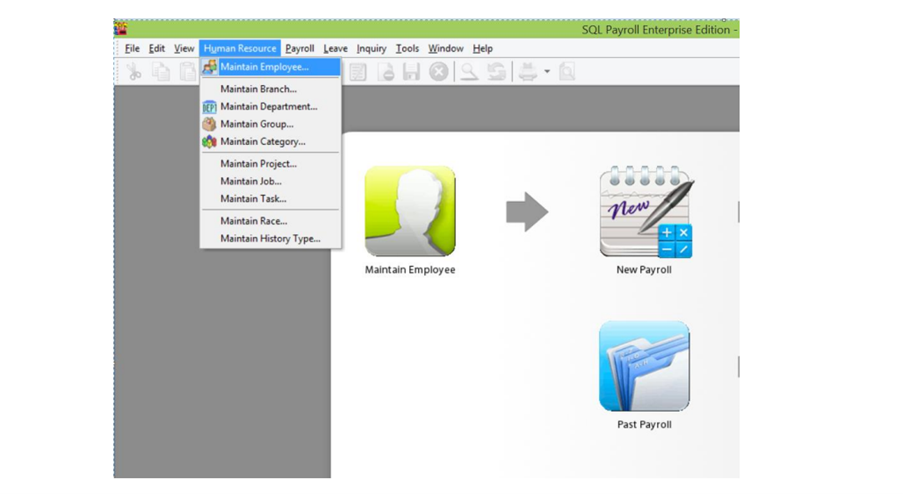 SQL Payroll Enterprise Edition -
File Edit View Human Resource Payroll Leave Inquiry Tools Window Help
Maintain Employee...
Maintain Branch...
DEP Maintain Department...
Maintain Group...
Maintain Category...
Maintain Project...
Maintain Job...
Maintain Task...
Maintain Race...
Maintain History Type...
New
Maintain Employee
New Payroll
Past Payroll